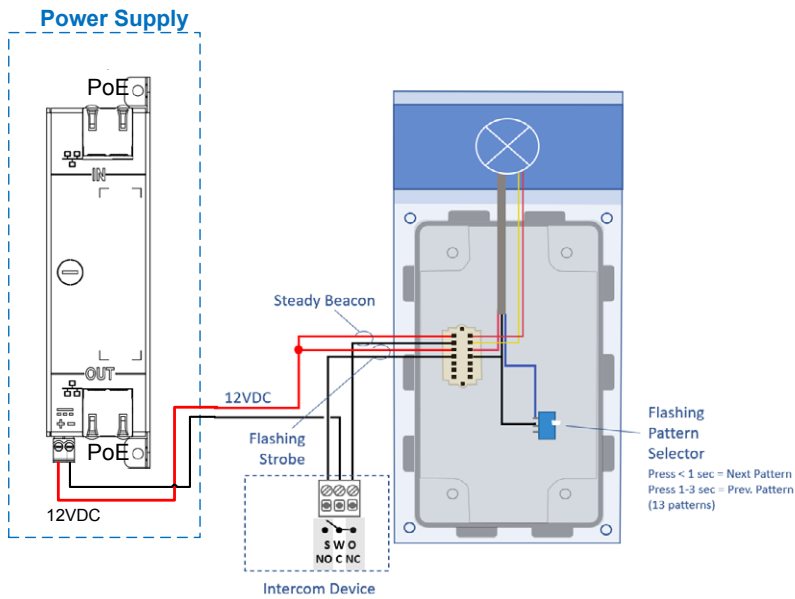 Power Supply
PoE
IN
OUT
+ -
PoE
12VDC
12VDC
Steady Beacon
Flashing
Strobe
S W O
NO C NC
Intercom Device
Flashing
Pattern
Selector
Press < 1 sec = Next Pattern
Press 1-3 sec = Prev. Pattern
(13 patterns)